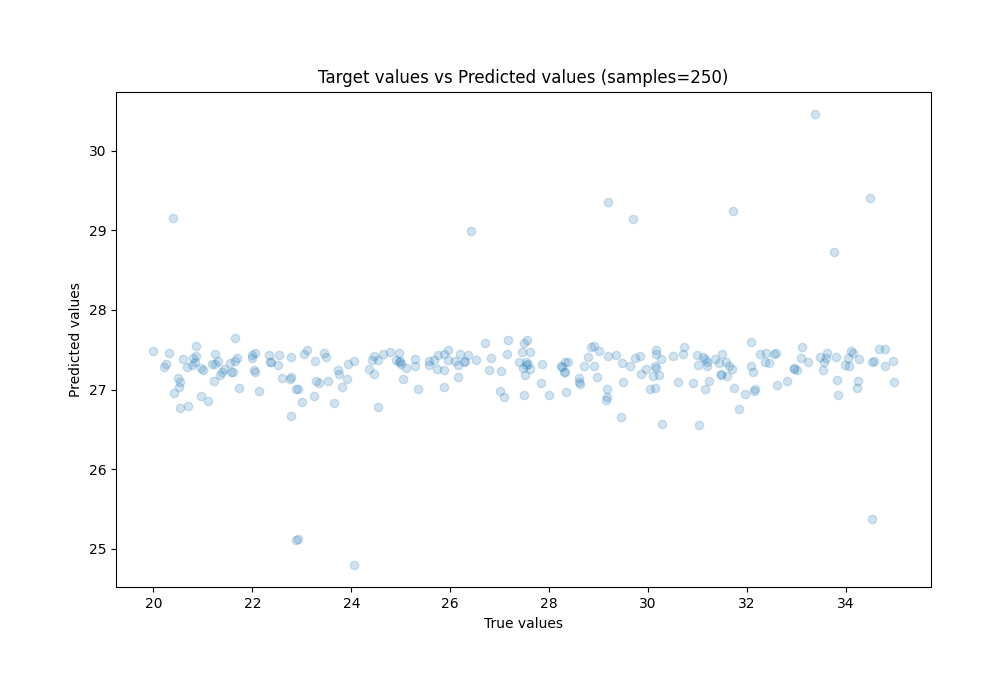 Target values vs Predicted values (samples=250)
30
29
28
27
26
25
Predicted values
20 22 24 26 28 30 32 34
True values